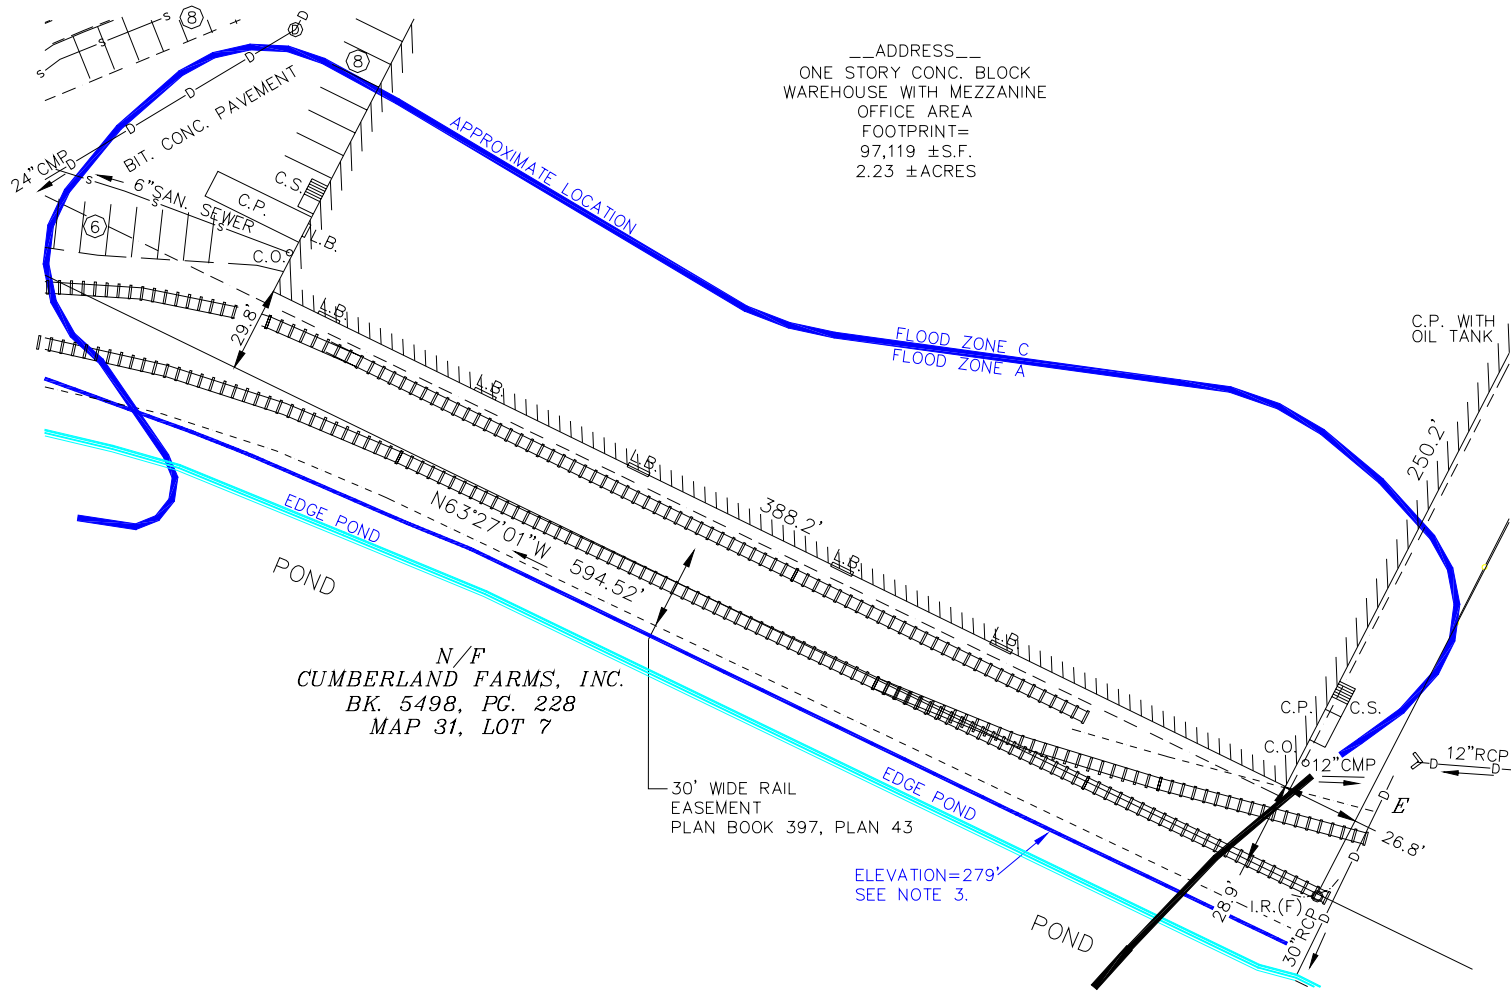 8
8
__ADDRESS__
ONE STORY CONC. BLOCK
WAREHOUSE WITH MEZZANINE
OFFICE AREA
FOOTPRINT=
97,119 ±S.F.
2.23 ±ACRES
S
S
S
D
D
D
D
D
BIT. CONC. PAVEMENT
24"CMP
S
6"SAN. SEWER
S
S
C.S.
C.P.
6
L.B.
C.O.
APPROXIMATE LOCATION
29.8'
L.B.
FLOOD ZONE C
FLOOD ZONE A
C.P. WITH
OIL TANK
L.B.
250.2'
L.B.
388.2'
L.B.
EDGE POND
N63°27'01"W
594.52'
POND
L.B.
N/F
CUMBERLAND FARMS, INC.
BK. 5498, PG. 228
MAP 31, LOT 7
C.P.
C.S.
C.O.
12"CMP
12"RCP
D
D
30' WIDE RAIL
EASEMENT
PLAN BOOK 397, PLAN 43
EDGE POND
D
E
26.8'
D
ELEVATION=279'
SEE NOTE 3.
28.9'
I.R.(F)
D
30"RCP
POND